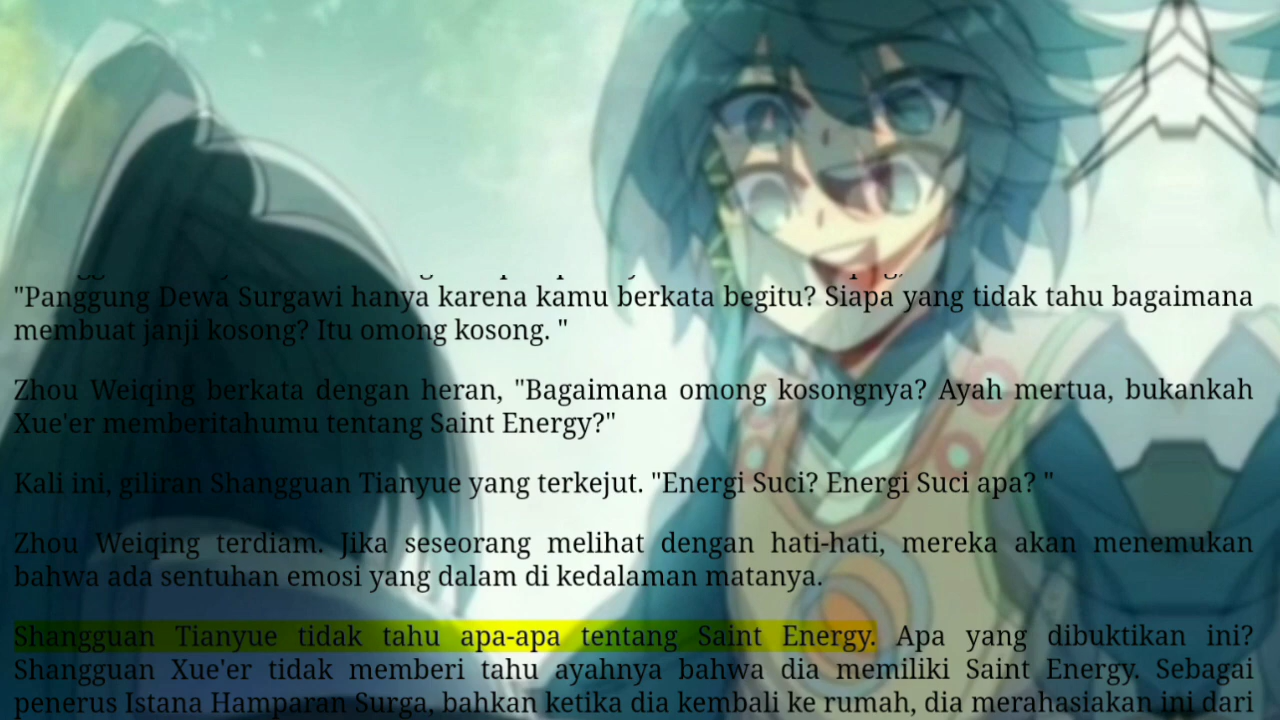 "Panggung Dewa Surgawi hanya karena kamu berkata begitu? Siapa yang tidak tahu bagaimana
membuat janji kosong? Itu omong kosong. "
Zhou Weiqing berkata dengan heran, "Bagaimana omong kosongnya? Ayah mertua, bukankah
Xue'er memberitahumu tentang Saint Energy?"
Kali ini, giliran Shangguan Tianyue yang terkejut. "Energi Suci? Energi Suci apa? "
Zhou Weiqing terdiam. Jika seseorang melihat dengan hati-hati, mereka akan menemukan
bahwa ada sentuhan emosi yang dalam di kedalaman matanya.
Shangguan Tianyue tidak tahu apa-apa tentang Saint Energy. Apa yang dibuktikan ini?
Shangguan Xue'er tidak memberi tahu ayahnya bahwa dia memiliki Saint Energy. Sebagai
penerus Istana Hamparan Surga, bahkan ketika dia kembali ke rumah, dia merahasiakan ini dari